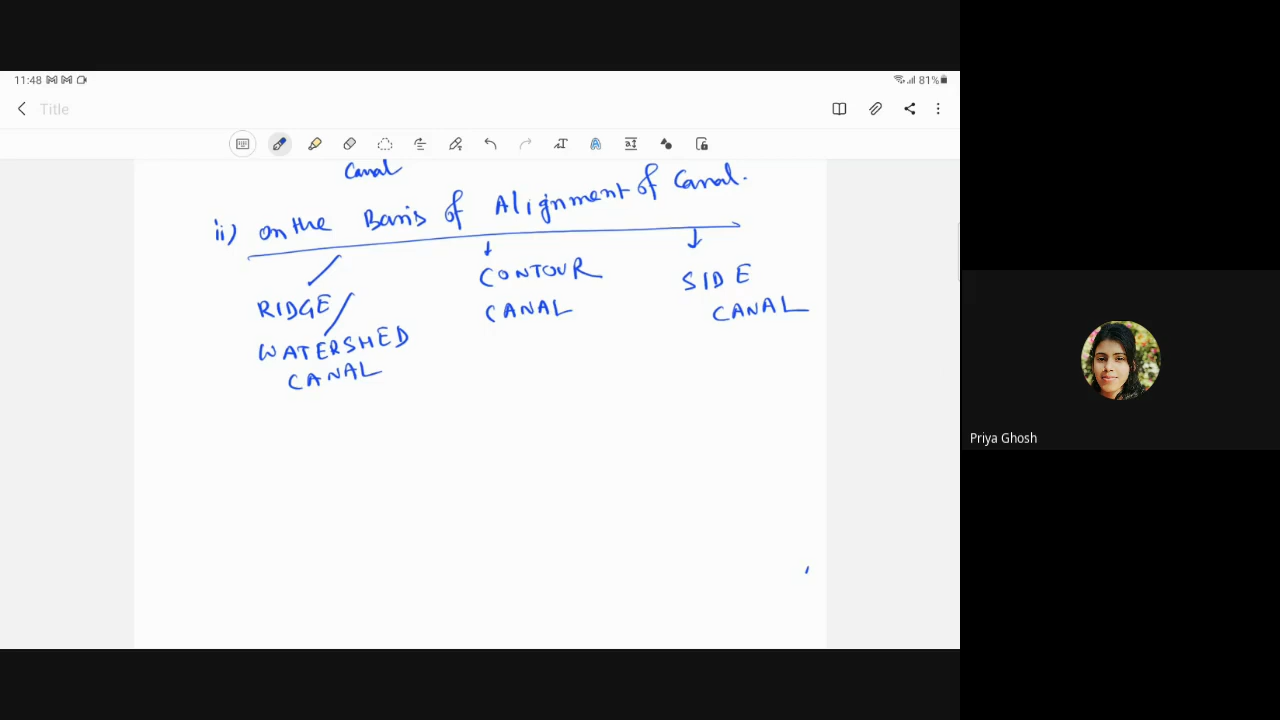 11:48 81%
Title
Canal
ii) On the Basis of Alignment of Canal.
RIDGE/ CONTOUR SIDE
WATERSHED CANAL CANAL
CANAL
Priya Ghosh